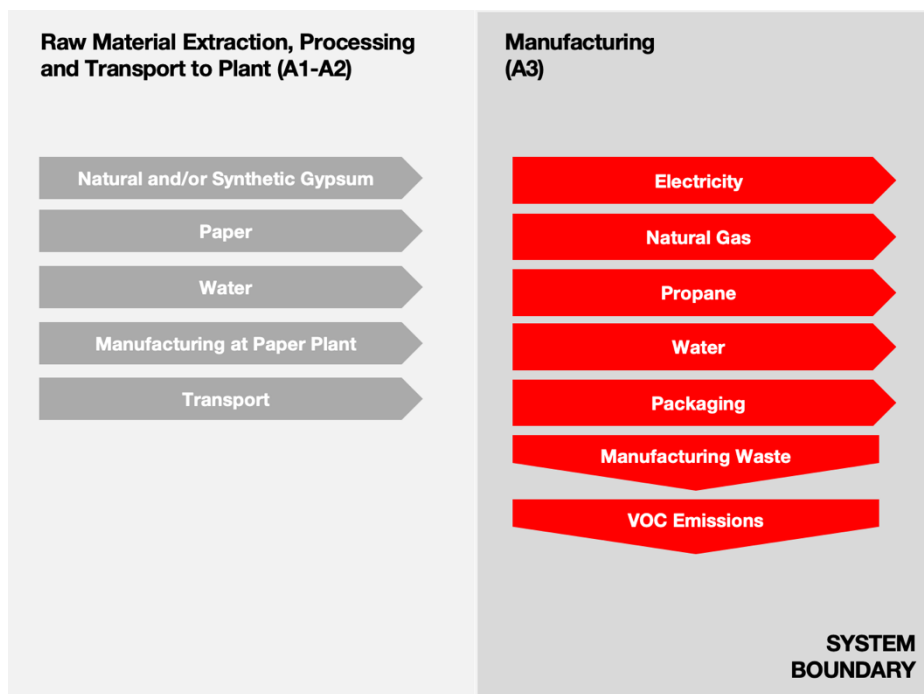 Raw Material Extraction, Processing
and Transport to Plant (A1-A2)
Natural and/or Synthetic Gypsum
Paper
Water
Manufacturing at Paper Plant
Transport
Manufacturing
(A3)
Electricity
Natural Gas
Propane
Water
Packaging
Manufacturing Waste
VOC Emissions
SYSTEM
BOUNDARY